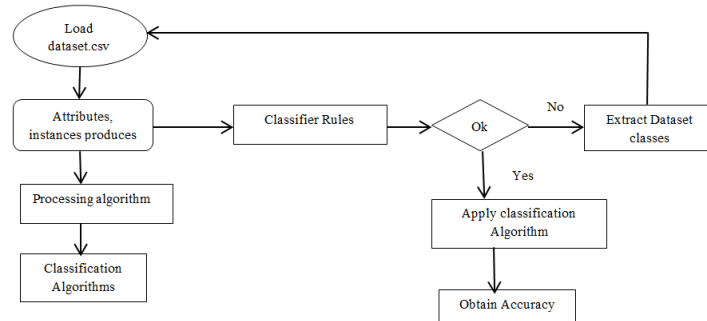 Load
dataset.csv
Attributes,
instances produces
Classifier Rules
Ok
No
Extract Dataset
classes
Yes
Processing algorithm
Apply classification
Algorithm
Classification
Algorithms
Obtain Accuracy